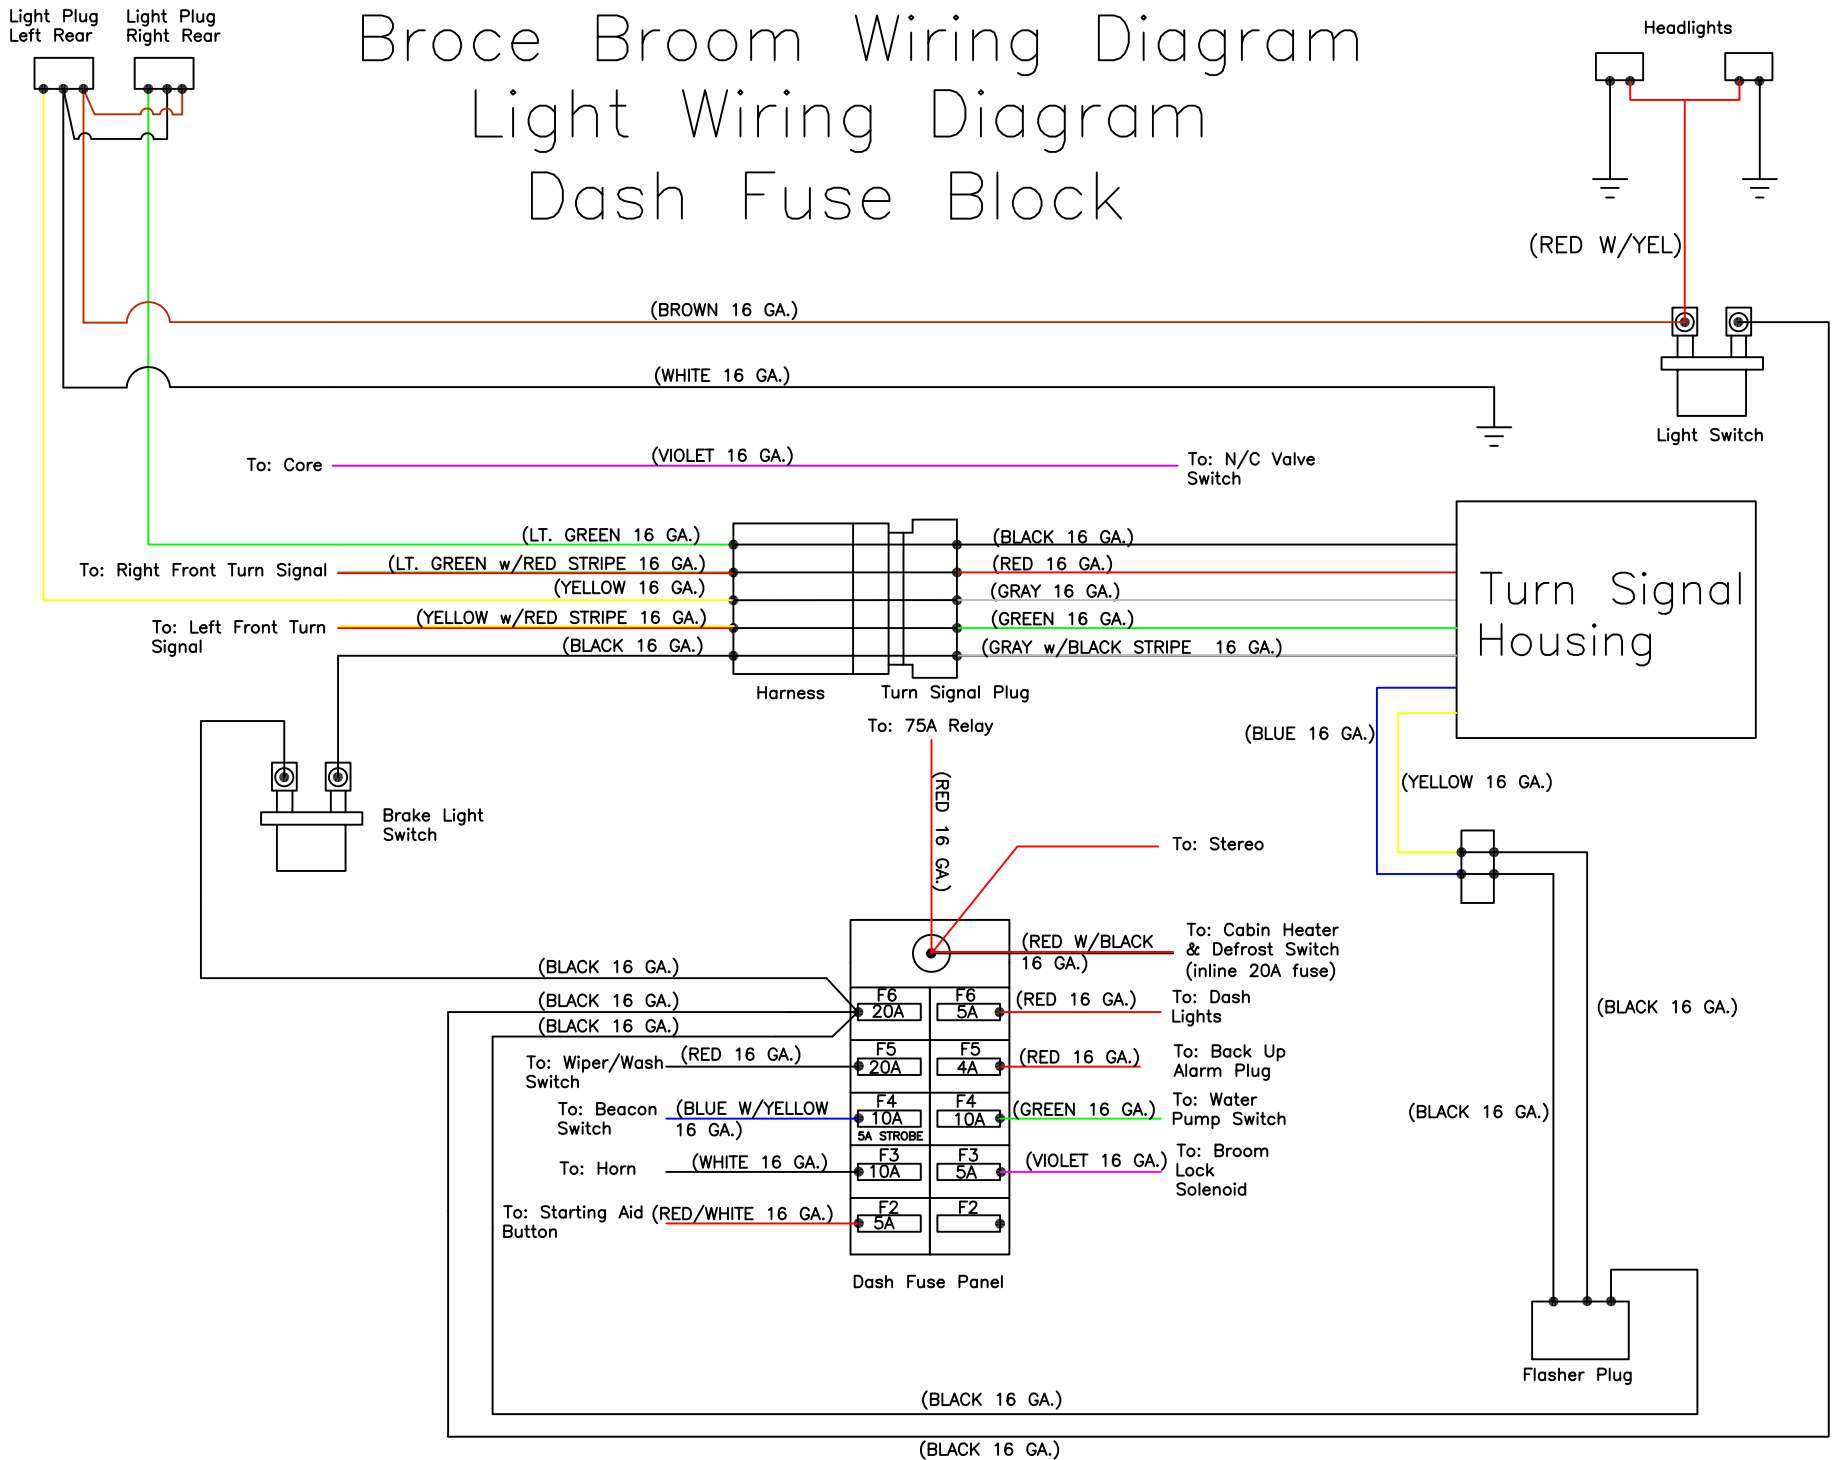 Light Plug
Left Rear
Light Plug
Right Rear
Broce Broom Wiring Diagram
Light Wiring Diagram
Dash Fuse Block
Headlights
(RED W/YEL)
(BROWN 16 GA.)
(WHITE 16 GA.)
Light Switch
To: Core
(VIOLET 16 GA.)
To: N/C Valve
Switch
(LT. GREEN 16 GA.)
(BLACK 16 GA.)
To: Right Front Turn Signal
(LT. GREEN w/RED STRIPE 16 GA.)
(RED 16 GA.)
(YELLOW 16 GA.)
(GRAY 16 GA.)
To: Left Front Turn
Signal
(YELLOW w/RED STRIPE 16 GA.)
(GREEN 16 GA.)
(BLACK 16 GA.)
(GRAY w/BLACK STRIPE 16 GA.)
Turn Signal
Housing
Harness
Turn Signal Plug
To: 75A Relay
(RED 16 GA.)
(BLUE 16 GA.)
(YELLOW 16 GA.)
Brake Light
Switch
To: Stereo
(RED W/BLACK
16 GA.)
To: Cabin Heater
& Defrost Switch
(inline 20A fuse)
(BLACK 16 GA.)
(BLACK 16 GA.)
(BLACK 16 GA.)
F6
20A
F6
5A
(RED 16 GA.)
To: Dash
Lights
(BLACK 16 GA.)
To: Wiper/Wash
Switch
(RED 16 GA.)
F5
20A
F5
4A
(RED 16 GA.)
To: Back Up
Alarm Plug
To: Beacon
Switch
(BLUE W/YELLOW
16 GA.)
F4
10A
5A STROBE
F4
10A
(GREEN 16 GA.)
To: Water
Pump Switch
(BLACK 16 GA.)
To: Horn
(WHITE 16 GA.)
F3
10A
F3
5A
(VIOLET 16 GA.)
To: Broom
Lock
Solenoid
To: Starting Aid
Button
(RED/WHITE 16 GA.)
F2
5A
F2
Dash Fuse Panel
Flasher Plug
(BLACK 16 GA.)
(BLACK 16 GA.)